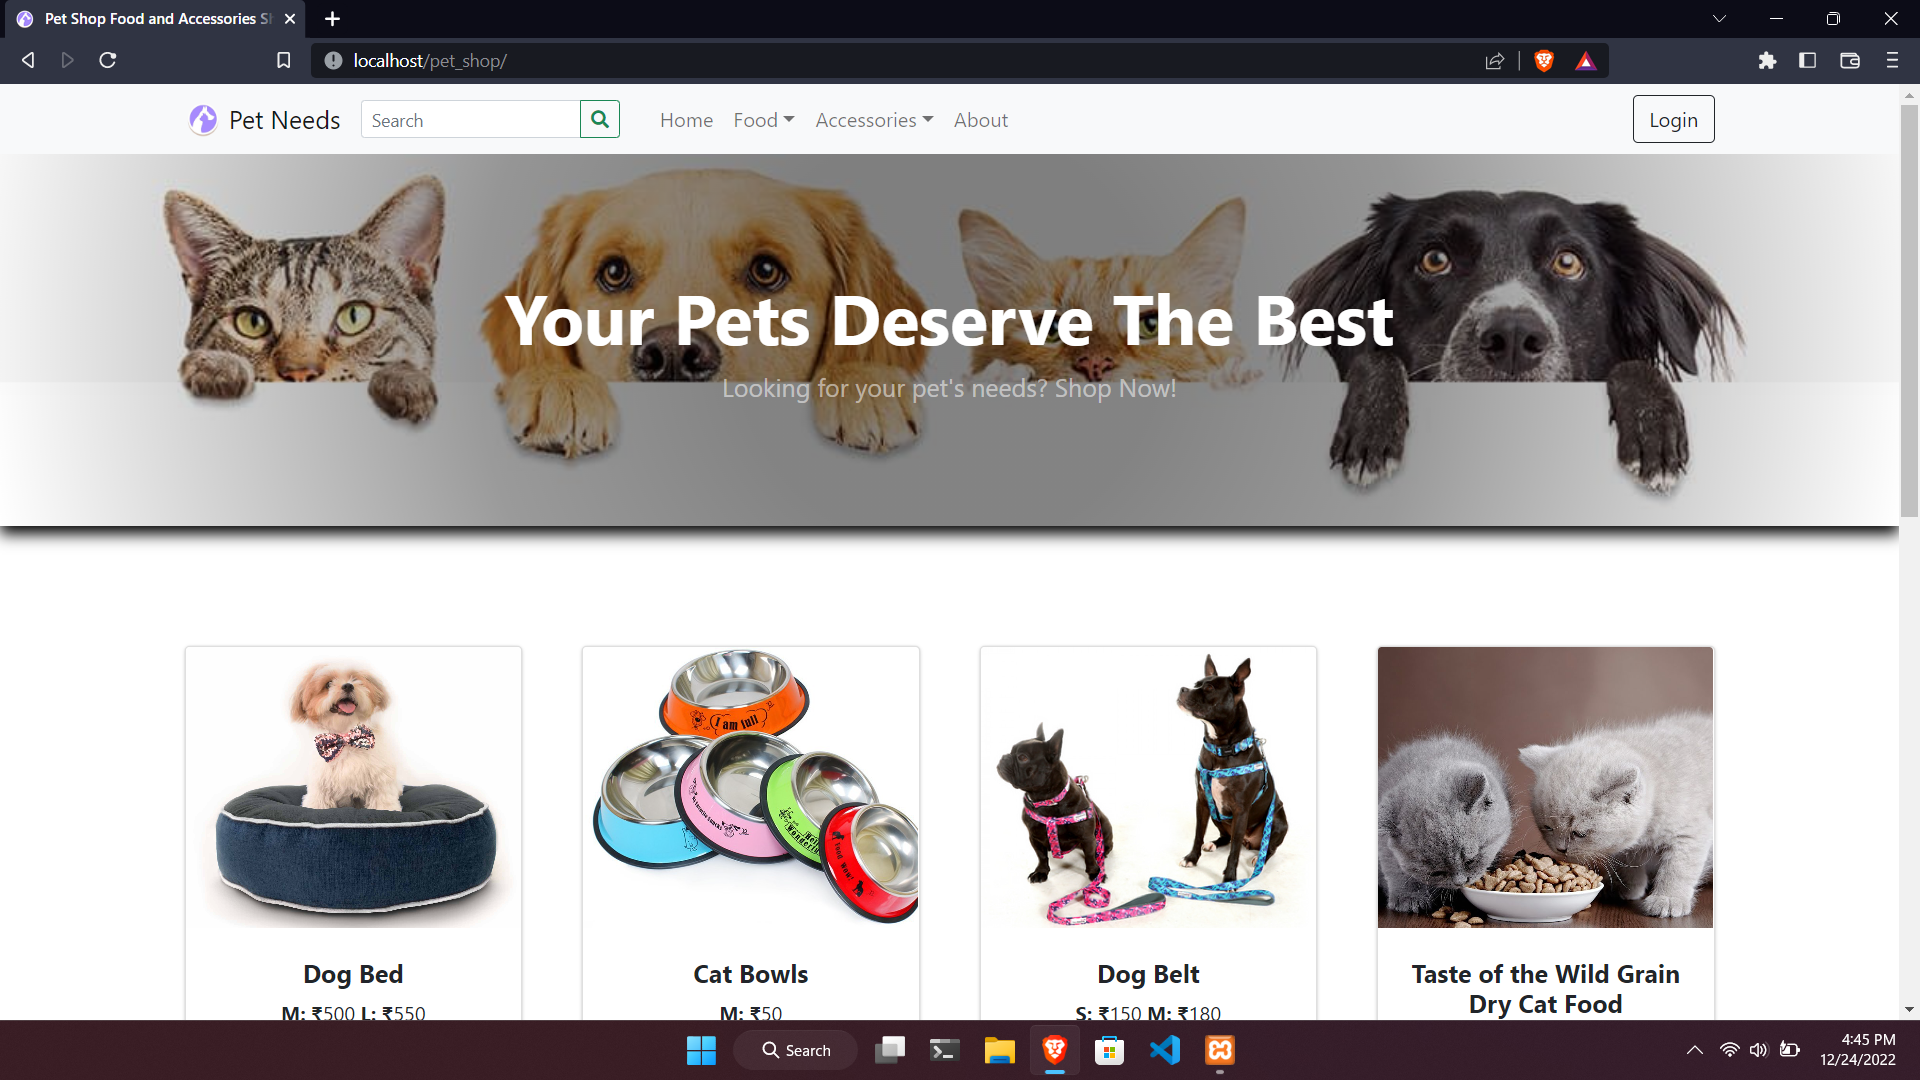 Pet Shop Food and Accessories S
localhost/pet_shop/
Pet Needs
Search
Home
Food
Accessories
About
Login
Your Pets Deserve The Best
Looking for your pet's needs? Shop Now!
I am full
Dog Bed
M: ₹500 L: ₹550
Cat Bowls
M: ₹50
Dog Belt
S: ₹150 M: ₹180
Taste of the Wild Grain
Dry Cat Food
Search
4:45 PM
12/24/2022